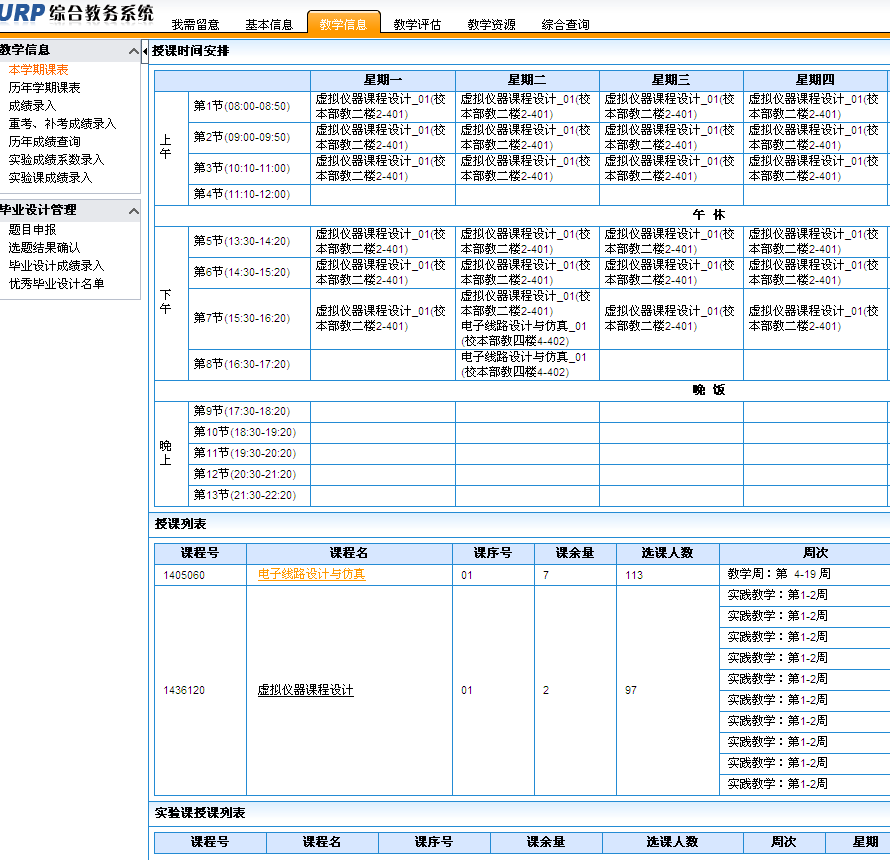 URP 综合教务系统
我需留意 基本信息 教学信息 教学评估 教学资源 综合查询
教学信息
本学期课表
历年学期课表
成绩录入
重考、补考成绩录入
历年成绩查询
实验成绩系数录入
实验课成绩录入
毕业设计管理
题目申报
选题结果确认
毕业设计成绩录入
优秀毕业设计名单
授课时间安排
星期一 星期二 星期三 星期四
上午
第1节(08:00-08:50) 虚拟仪器课程设计_01(校 虚拟仪器课程设计_01(校 虚拟仪器课程设计_01(校 虚拟仪器课程设计_01(校
本部教二楼2-401) 本部教二楼2-401) 本部教二楼2-401) 本部教二楼2-401)
第2节(09:00-09:50) 虚拟仪器课程设计_01(校 虚拟仪器课程设计_01(校 虚拟仪器课程设计_01(校 虚拟仪器课程设计_01(校
本部教二楼2-401) 本部教二楼2-401) 本部教二楼2-401) 本部教二楼2-401)
第3节(10:10-11:00) 虚拟仪器课程设计_01(校 虚拟仪器课程设计_01(校 虚拟仪器课程设计_01(校 虚拟仪器课程设计_01(校
本部教二楼2-401) 本部教二楼2-401) 本部教二楼2-401) 本部教二楼2-401)
第4节(11:10-12:00)
午 休
下午
第5节(13:30-14:20) 虚拟仪器课程设计_01(校 虚拟仪器课程设计_01(校 虚拟仪器课程设计_01(校 虚拟仪器课程设计_01(校
本部教二楼2-401) 本部教二楼2-401) 本部教二楼2-401) 本部教二楼2-401)
第6节(14:30-15:20) 虚拟仪器课程设计_01(校 虚拟仪器课程设计_01(校 虚拟仪器课程设计_01(校 虚拟仪器课程设计_01(校
本部教二楼2-401) 本部教二楼2-401) 本部教二楼2-401) 本部教二楼2-401)
第7节(15:30-16:20) 虚拟仪器课程设计_01(校 虚拟仪器课程设计_01(校 虚拟仪器课程设计_01(校 虚拟仪器课程设计_01(校
本部教二楼2-401) 本部教二楼2-401) 本部教二楼2-401) 本部教二楼2-401)
电子线路设计与仿真_01
(校本部教四楼4-402)
第8节(16:30-17:20) 电子线路设计与仿真_01
(校本部教四楼4-402)
晚 饭
晚上
第9节(17:30-18:20)
第10节(18:30-19:20)
第11节(19:30-20:20)
第12节(20:30-21:20)
第13节(21:30-22:20)
授课列表
课程号 课程名 课序号 课余量 选课人数 周次
1405060 电子线路设计与仿真 01 7 113 教学周：第 4-19 周
1436120 虚拟仪器课程设计 01 2 97
实践教学：第1-2周
实践教学：第1-2周
实践教学：第1-2周
实践教学：第1-2周
实践教学：第1-2周
实践教学：第1-2周
实践教学：第1-2周
实践教学：第1-2周
实践教学：第1-2周
实践教学：第1-2周
实验课授课列表
课程号 课程名 课序号 课余量 选课人数 周次 星期